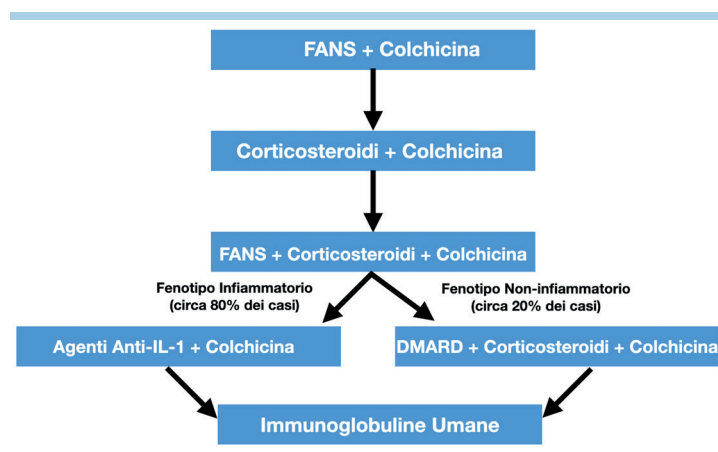 FANS + Colchicina
Corticosteroidi + Colchicina
FANS + Corticosteroidi + Colchicina
Fenotipo Infiammatorio
(circa 80% dei casi)
Fenotipo Non-infiammatorio
(circa 20% dei casi)
Agenti Anti-IL-1 + Colchicina
DMARD + Corticosteroidi + Colchicina
Immunoglobuline Umane